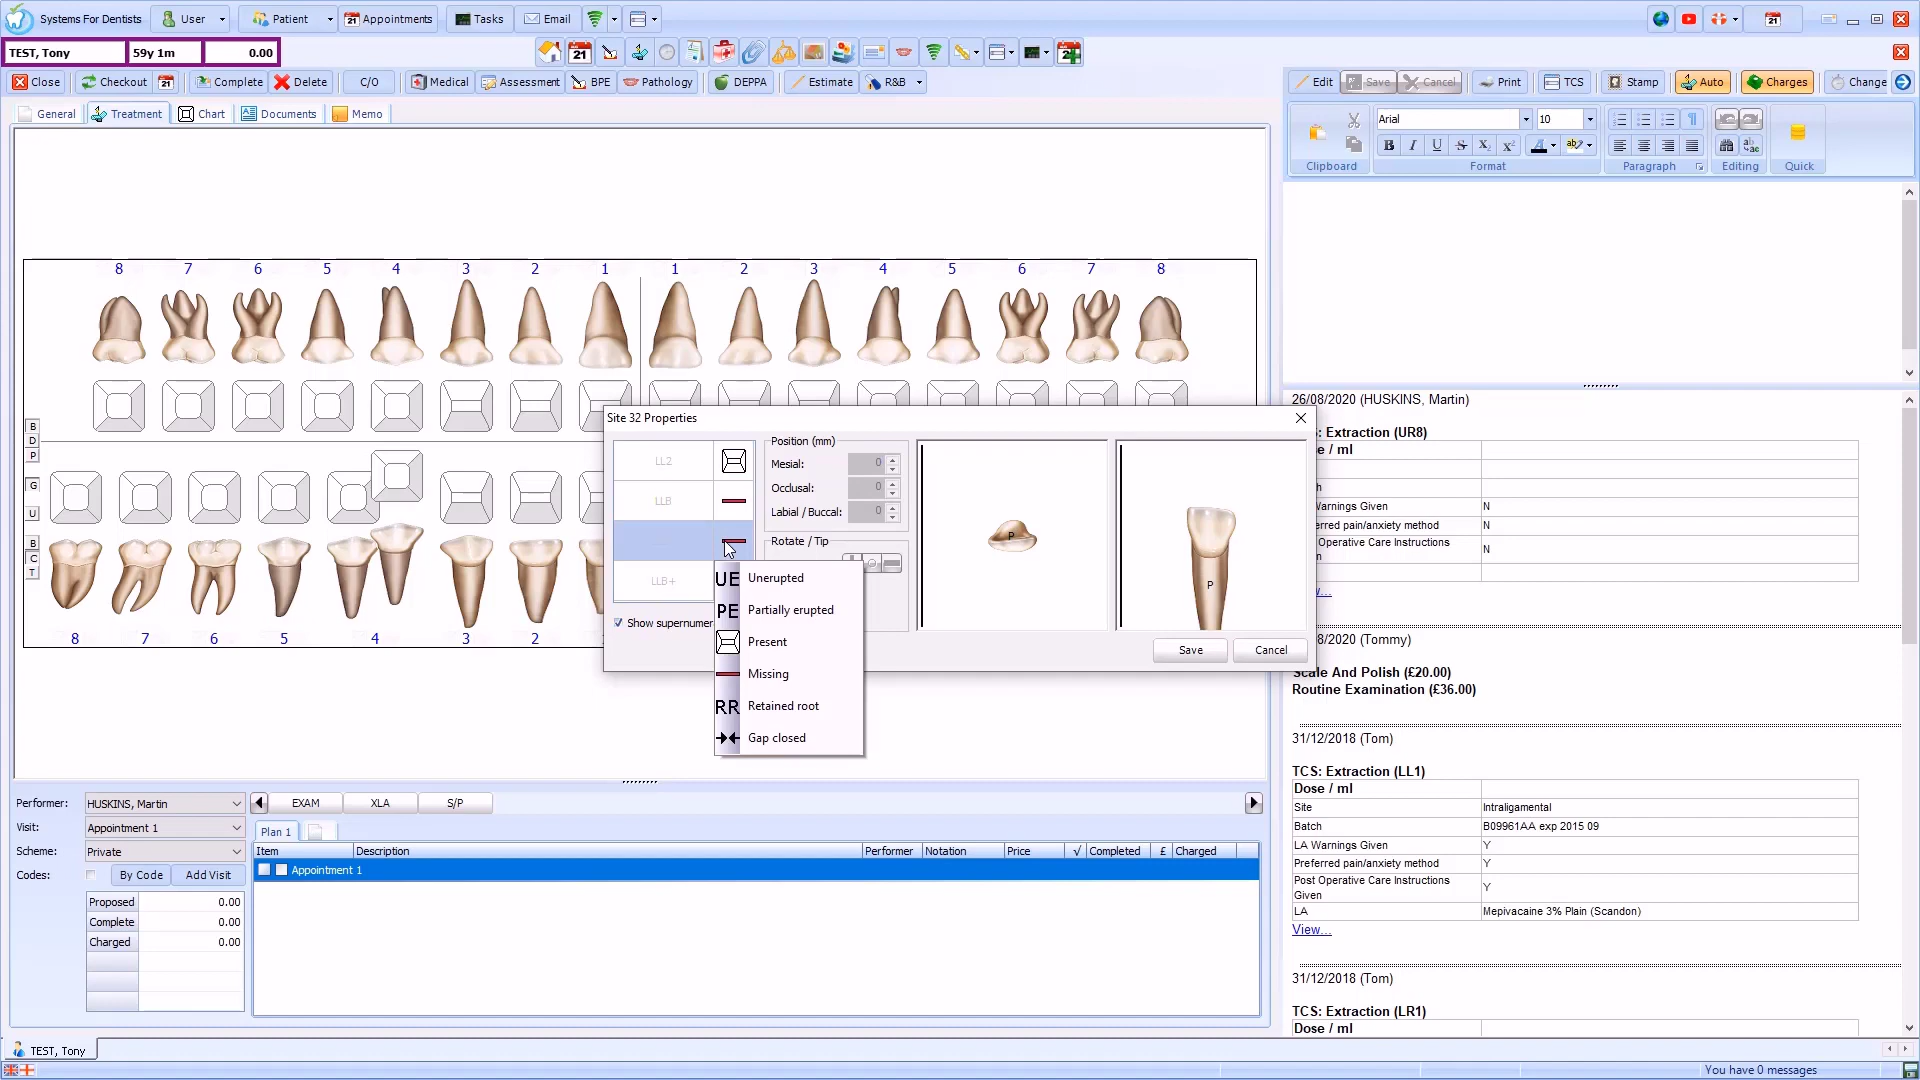 Systems For Dentists
User
Patient
21 Appointments
Tasks
Email
21
TEST, Tony
59y 1m
0.00
21
Close
Checkout
21
Complete
Delete
C/O
Medical
Assessment
BPE
Pathology
DEPPA
Estimate
R&B
Edit
Save
Cancel
Print
TCS
Stamp
Auto
Charges
Change
General
Treatment
Chart
Documents
Memo
Arial
10
B I U S X₂ X²
Clipboard
Format
Paragraph
Editing
Quick
8 7 6 5 4 3 2 1 1 2 3 4 5 6 7 8
B
D
P
G
U
B
C
T
8 7 6 5 4 3 2
Site 32 Properties
LL2
LLB
LLB+
Show supernumer
Position (mm)
Mesial: 0
Occlusal: 0
Labial / Buccal: 0
Rotate / Tip
P
P
Save
Cancel
UE Unerupted
PE Partially erupted
Present
Missing
RR Retained root
Gap closed
26/08/2020 (HUSKINS, Martin)
: Extraction (UR8)
e / ml
h
Warnings Given N
erred pain/anxiety method N
Operative Care Instructions N
8/2020 (Tommy)
Scale And Polish (£20.00)
Routine Examination (£36.00)
31/12/2018 (Tom)
TCS: Extraction (LL1)
Dose / ml
Site Intraligamental
Batch B09961AA exp 2015 09
LA Warnings Given Y
Preferred pain/anxiety method Y
Post Operative Care Instructions
Given Y
LA Mepivacaine 3% Plain (Scandon)
View...
31/12/2018 (Tom)
TCS: Extraction (LR1)
Dose / ml
Performer: HUSKINS, Martin
Visit: Appointment 1
Scheme: Private
Codes: By Code Add Visit
Proposed 0.00
Complete 0.00
Charged 0.00
EXAM
XLA
S/P
Plan 1
Item Description Performer Notation Price √ Completed £ Charged
Appointment 1
TEST, Tony
You have 0 messages